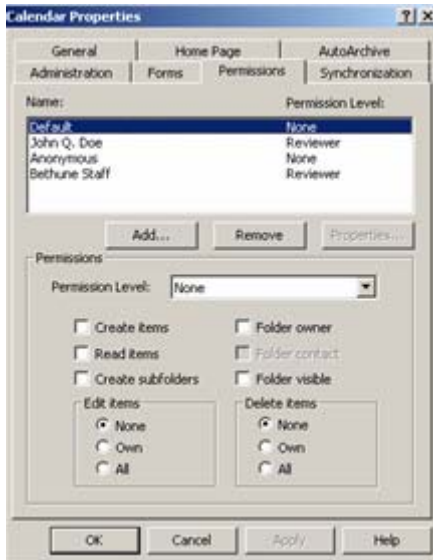 Calendar Properties
General Home Page AutoArchive
Administration Forms Permissions Synchronization
Name: Permission Level:
Default None
John Q. Doe Reviewer
Anonymous None
Bethune Staff Reviewer
Add... Remove Properties...
Permissions
Permission Level: None
Create items Folder owner
Read items Folder contact
Create subfolders Folder visible
Edit items Delete items
None None
Own Own
All All
OK Cancel Apply Help